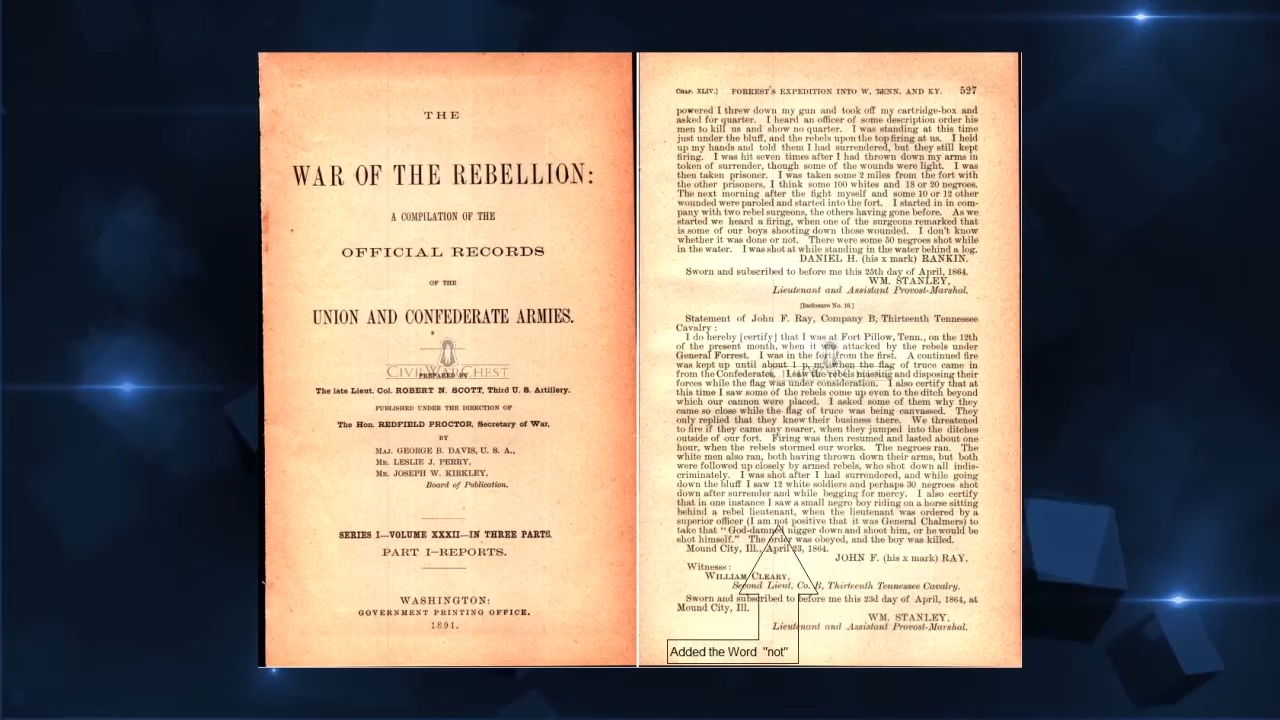 THE
WAR OF THE REBELLION:
A COMPILATION OF THE
OFFICIAL RECORDS
OF THE
UNION AND CONFEDERATE ARMIES.
CIVILWARCHEST
PREPARED BY
The late Lieut. Col. ROBERT N. SCOTT, Third U. S. Artillery.
PUBLISHED UNDER THE DIRECTION OF
The Hon. REDFIELD PROCTOR, Secretary of War,
BY
MAJ. GEORGE B. DAVIS, U. S. A.,
MR. LESLIE J. PERRY,
MR. JOSEPH W. KIRKLEY,
Board of Publication.
SERIES I—VOLUME XXXII—IN THREE PARTS.
PART I—REPORTS.
WASHINGTON:
GOVERNMENT PRINTING OFFICE.
1891.
CHAP. XLIV.] FORREST'S EXPEDITION INTO W. TENN. AND KY. 527
powered I threw down my gun and took off my cartridge-box and
asked for quarter. I heard an officer of some description order his
men to kill us and show no quarter. I was standing at this time
just under the bluff, and the rebels upon the top firing at us. I held
up my hands and told them I had surrendered, but they still kept
firing. I was hit seven times after I had thrown down my arms in
token of surrender, though some of the wounds were light. I was
then taken prisoner. I was taken some 2 miles from the fort with
the other prisoners, I think some 100 whites and 18 or 20 negroes.
The next morning after the fight myself and some 10 or 12 other
wounded were paroled and started into the fort. I started in in com-
pany with two rebel surgeons, the others having gone before. As we
started we heard a firing, when one of the surgeons remarked that
is some of our boys shooting down those wounded. I don't know
whether it was done or not. There were some 50 negroes shot while
in the water. I was shot at while standing in the water behind a log.
DANIEL H. (his x mark) RANKIN.
Sworn and subscribed to before me this 25th day of April, 1864.
WM. STANLEY,
Lieutenant and Assistant Provost-Marshal.
[Inclosure No. 16.]
Statement of John F. Ray, Company B, Thirteenth Tennessee
Cavalry:
I do hereby [certify] that I was at Fort Pillow, Tenn., on the 12th
of the present month, when it was attacked by the rebels under
General Forrest. I was in the fort from the first. A continued fire
was kept up until about 1 p. m., when the flag of truce came in
from the Confederates. I saw the rebels massing and disposing their
forces while the flag was under consideration. I also certify that at
this time I saw some of the rebels come up even to the ditch beyond
which our cannon were placed. I asked some of them why they
came so close while the flag of truce was being canvassed. They
only replied that they knew their business there. We threatened
to fire if they came any nearer, when they jumped into the ditches
outside of our fort. Firing was then resumed and lasted about one
hour, when the rebels stormed our works. The negroes ran. The
white men also ran, both having thrown down their arms, but both
were followed up closely by armed rebels, who shot down all indis-
criminately. I was shot after I had surrendered, and while going
down the bluff I saw 12 white soldiers and perhaps 30 negroes shot
down after surrender and while begging for mercy. I also certify
that in one instance I saw a small negro boy riding on a horse sitting
behind a rebel lieutenant, when the lieutenant was ordered by a
superior officer (I am not positive that it was General Chalmers) to
take that "God-damned nigger down and shoot him, or he would be
shot himself." The order was obeyed, and the boy was killed.
Mound City, Ill., April 23, 1864.
JOHN F. (his x mark) RAY.
Witnesss:
WILLIAM CLEARY,
Second Lieut. Co. B, Thirteenth Tennessee Cavalry.
Sworn and subscribed to before me this 23d day of April, 1864, at
Mound City, Ill.
WM. STANLEY,
Lieutenant and Assistant Provost-Marshal.
Added the Word "not"